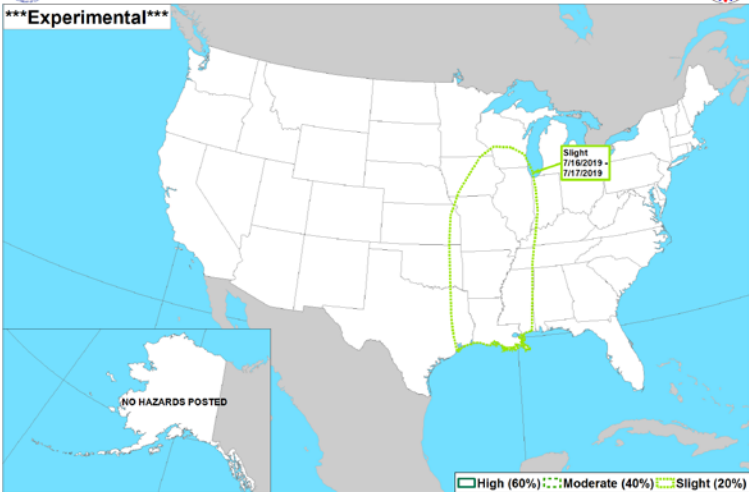 ***Experimental***
Slight
7/16/2019 -
7/17/2019
NO HAZARDS POSTED
High (60%) Moderate (40%) Slight (20%)